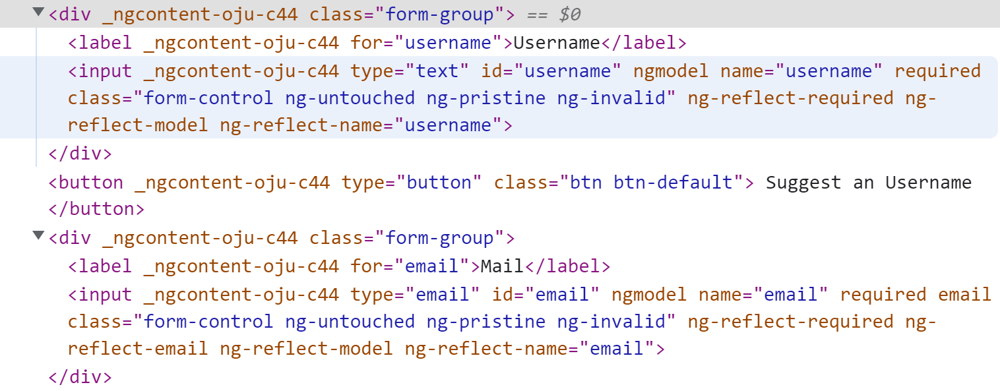 ▼<div _ngcontent-oju-c44 class="form-group"> == $0
<label _ngcontent-oju-c44 for="username">Username</label>
<input _ngcontent-oju-c44 type="text" id="username" ngmodel name="username" required
class="form-control ng-untouched ng-pristine ng-invalid" ng-reflect-required ng-
reflect-model ng-reflect-name="username">
</div>
<button _ngcontent-oju-c44 type="button" class="btn btn-default"> Suggest an Username
</button>
▼<div _ngcontent-oju-c44 class="form-group">
<label _ngcontent-oju-c44 for="email">Mail</label>
<input _ngcontent-oju-c44 type="email" id="email" ngmodel name="email" required email
class="form-control ng-untouched ng-pristine ng-invalid" ng-reflect-required ng-
reflect-email ng-reflect-model ng-reflect-name="email">
</div>